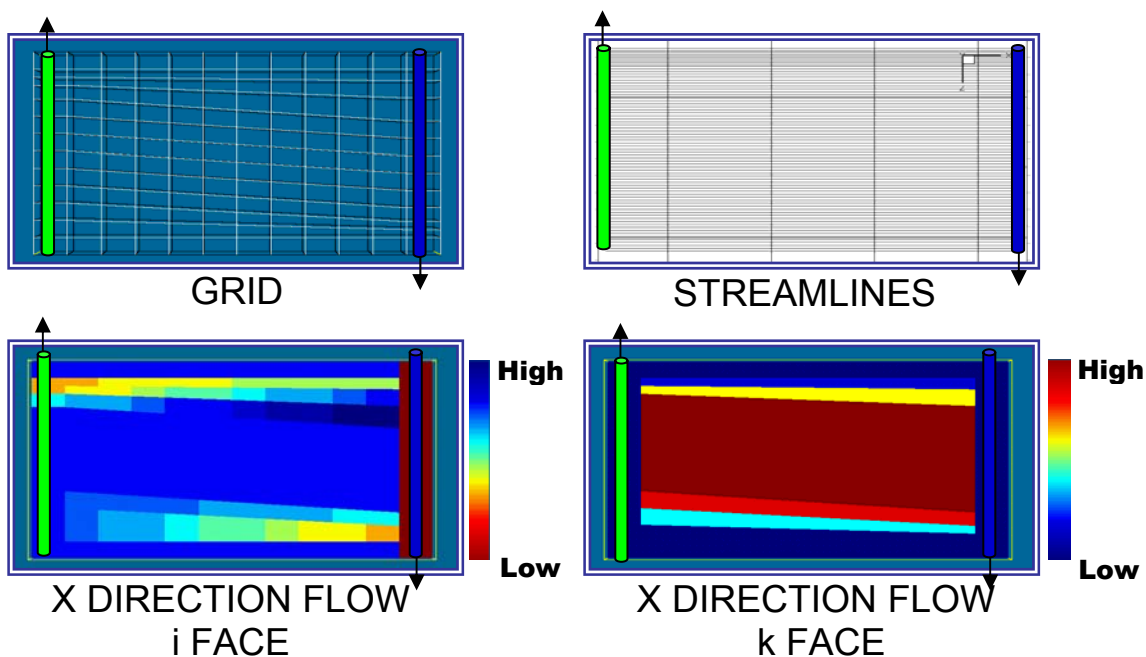 GRID
STREAMLINES
High
Low
X DIRECTION FLOW
i FACE
High
Low
X DIRECTION FLOW
k FACE